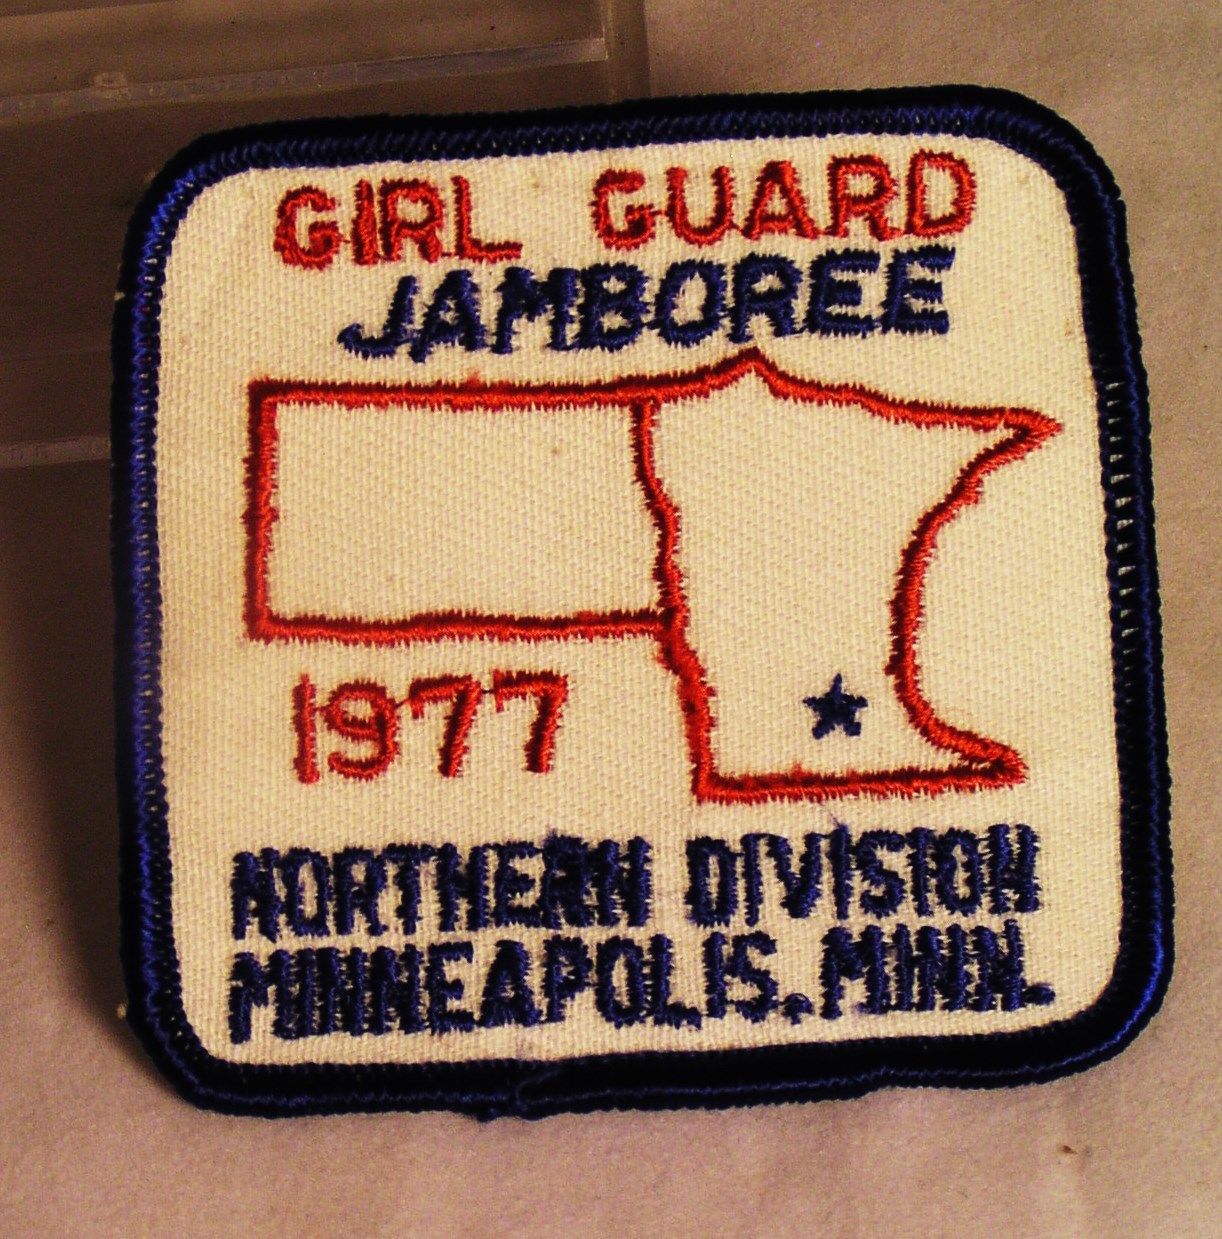 GIRL GUARD
JAMBOREE
1977
NORTHERN DIVISION
MINNEAPOLIS, MINN.